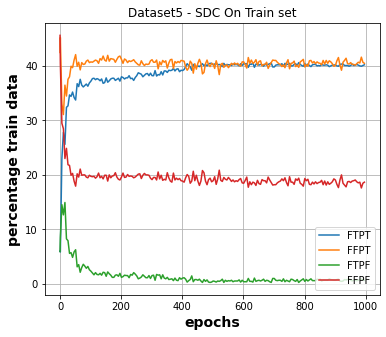 Dataset5 - SDC On Train set
percentage train data
40
30
20
10
0
0 200 400 600 800 1000
epochs
FTPT
FFPT
FTPF
FFPF